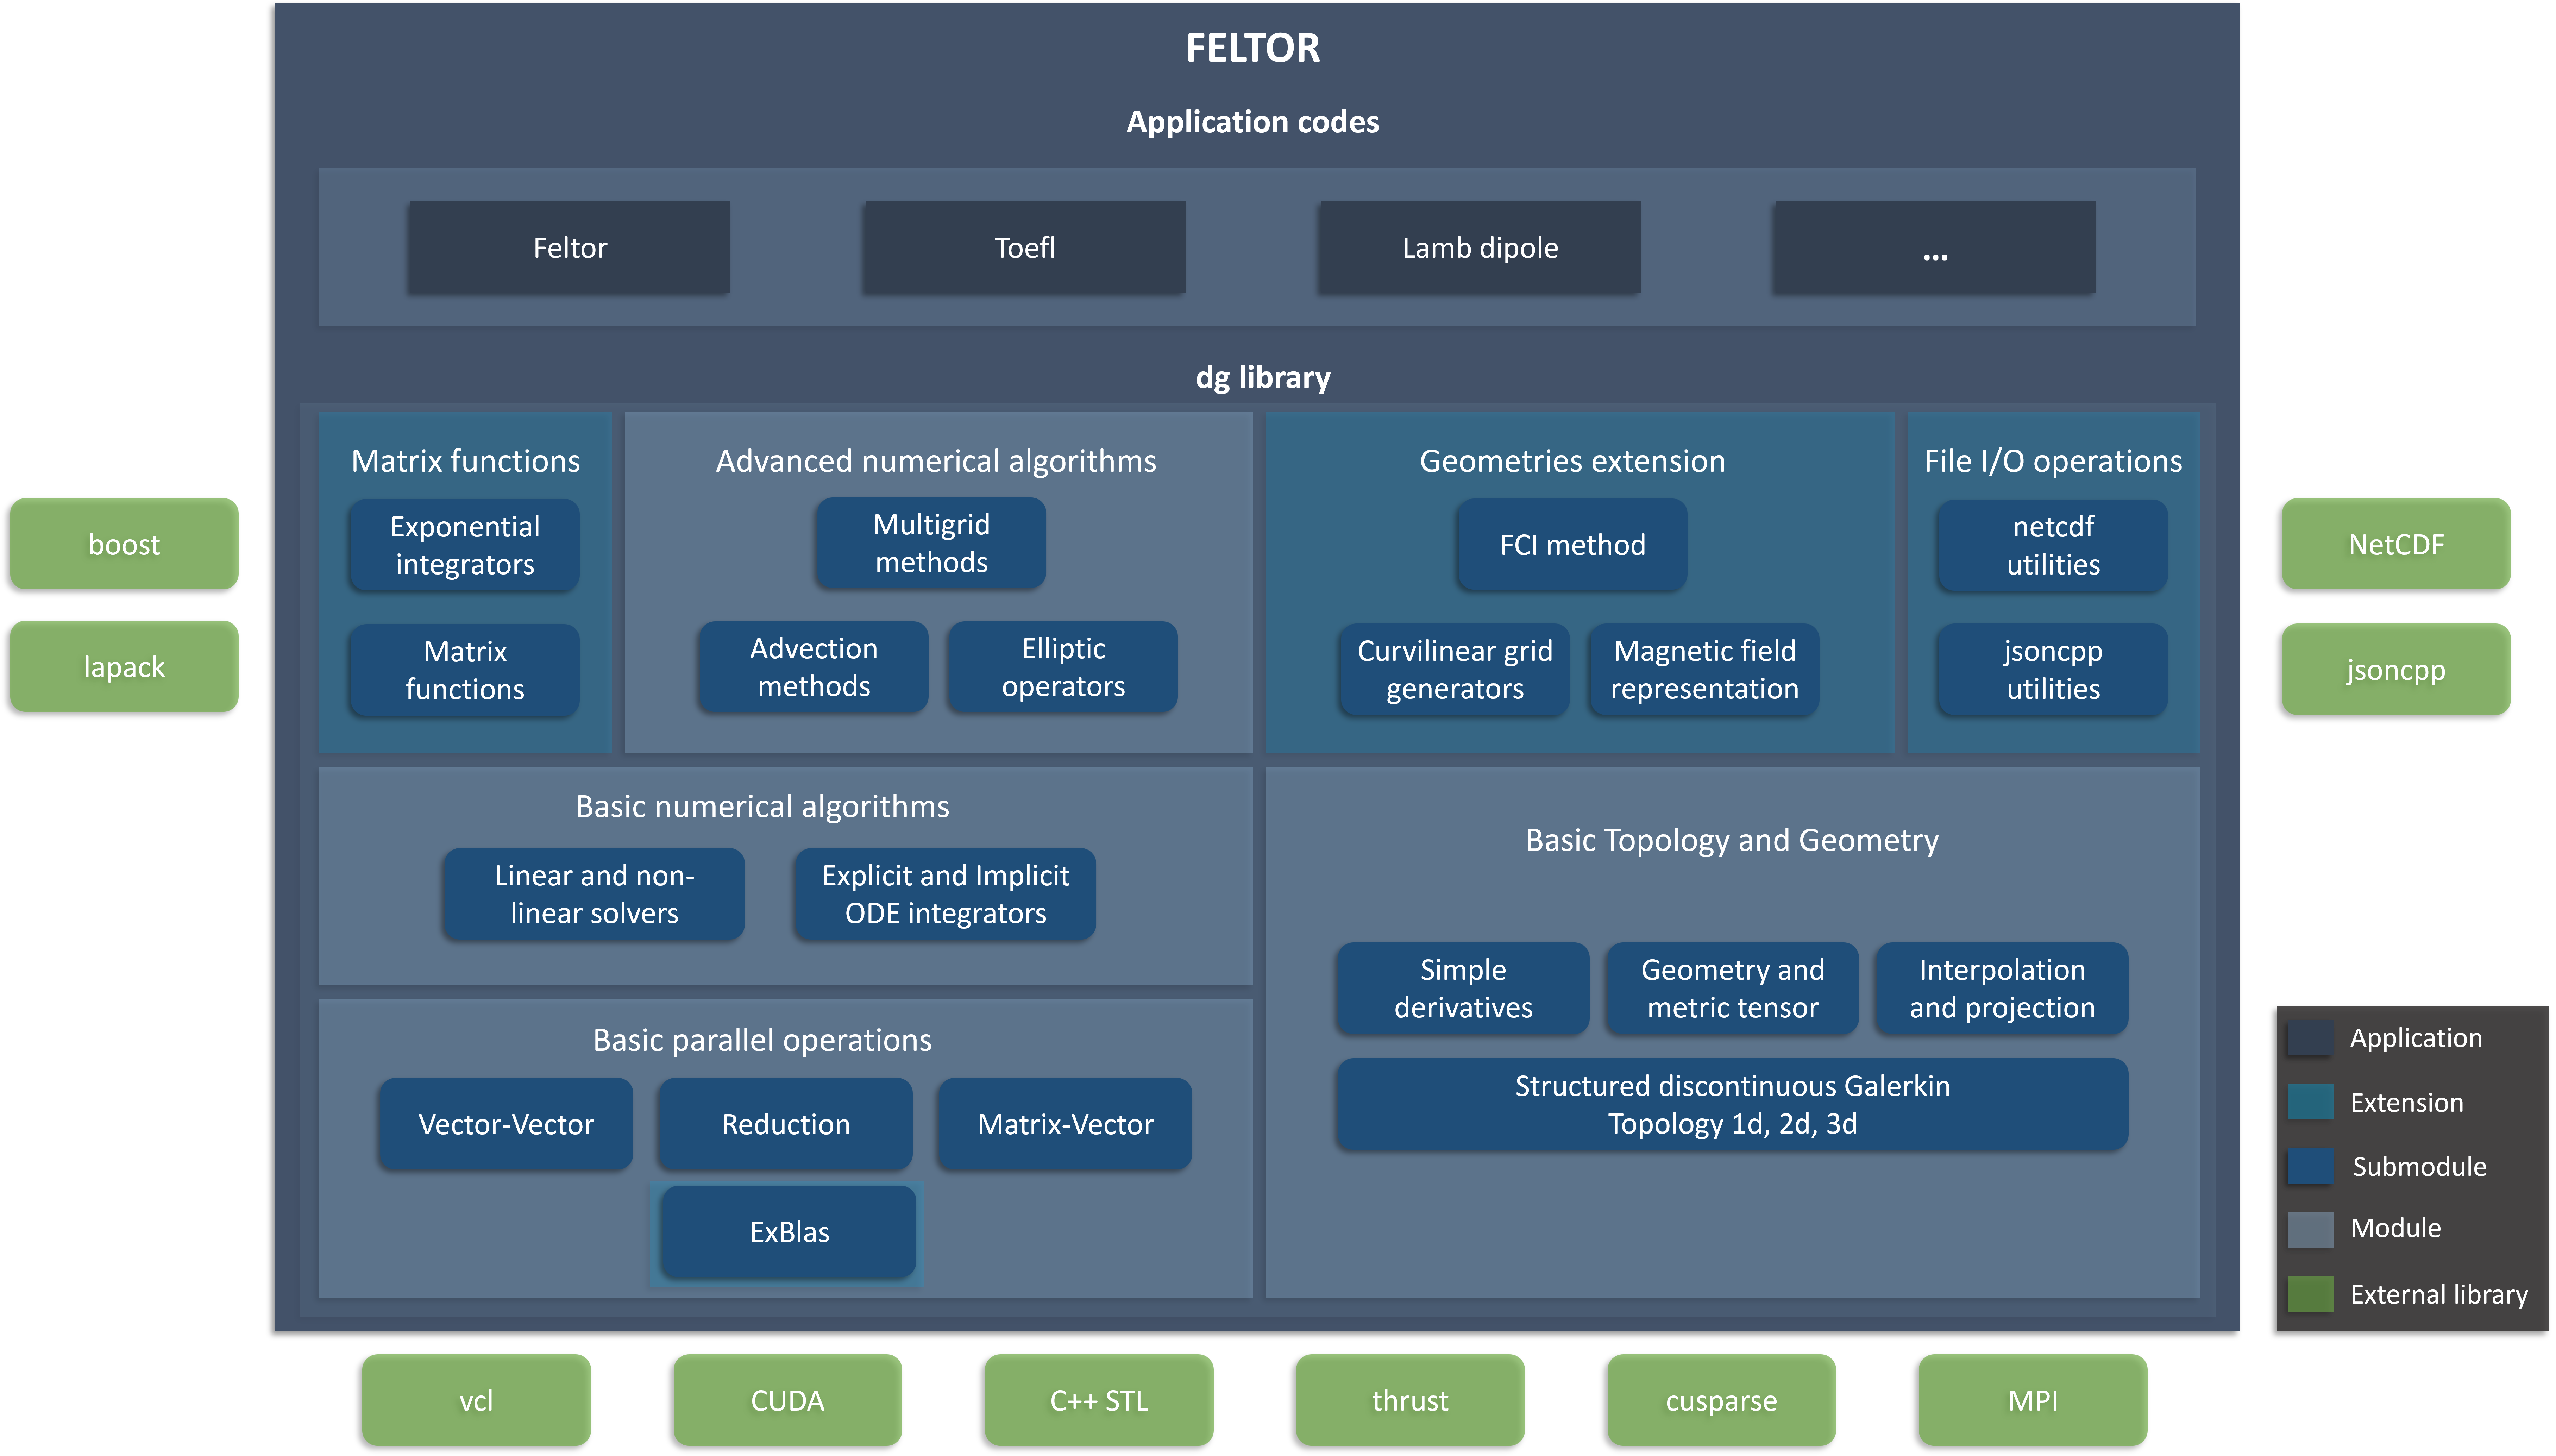 FELTOR
Application codes
Feltor
Toefl
Lamb dipole
...
dg library
Matrix functions
Exponential
integrators
Matrix
functions
Advanced numerical algorithms
Multigrid
methods
Advection
methods
Elliptic
operators
Geometries extension
FCI method
Curvilinear grid
generators
Magnetic field
representation
File I/O operations
netcdf
utilities
jsoncpp
utilities
boost
lapack
NetCDF
jsoncpp
Basic numerical algorithms
Linear and non-
linear solvers
Explicit and Implicit
ODE integrators
Basic parallel operations
Vector-Vector
Reduction
Matrix-Vector
ExBlas
Basic Topology and Geometry
Simple
derivatives
Geometry and
metric tensor
Interpolation
and projection
Structured discontinuous Galerkin
Topology 1d, 2d, 3d
Application
Extension
Submodule
Module
External library
vcl
CUDA
C++ STL
thrust
cusparse
MPI